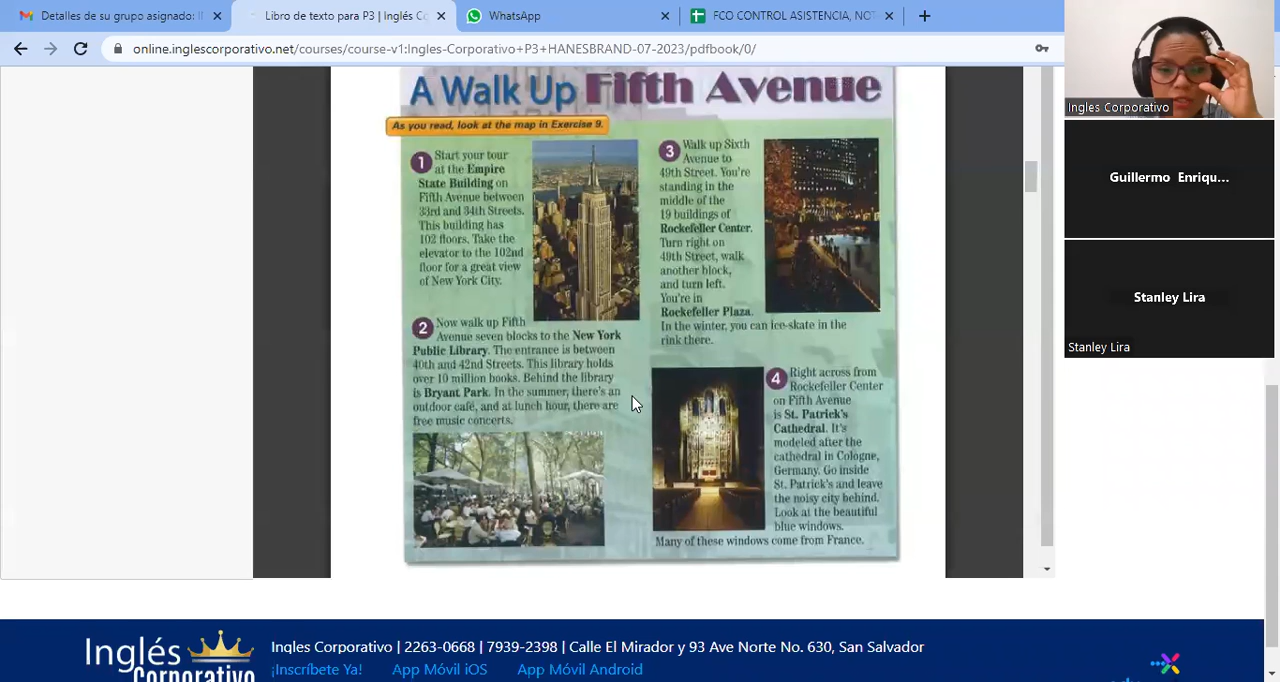 Detalles de su grupo asignado: I
Libro de texto para P3 | Inglés Co
WhatsApp
FCO CONTROL ASISTENCIA, NOT
online.inglescorporativo.net/courses/course-v1:Ingles-Corporativo+P3+HANESBRAND-07-2023/pdfbook/0/
A Walk Up Fifth Avenue
As you read, look at the map in Exercise 9.
1 Start your tour
at the Empire
State Building on
Fifth Avenue between
33rd and 34th Streets.
This building has
102 floors. Take the
elevator to the 102nd
floor for a great view
of New York City.
2 Now walk up Fifth
Avenue seven blocks to the New York
Public Library. The entrance is between
40th and 42nd Streets. This library holds
over 10 million books. Behind the library
is Bryant Park. In the summer, there's an
outdoor café, and at lunch hour, there are
free music concerts.
3 Walk up Sixth
Avenue to
49th Street. You're
standing in the
middle of the
19 buildings of
Rockefeller Center.
Turn right on
49th Street, walk
another block,
and turn left.
You're in
Rockefeller Plaza.
In the winter, you can ice-skate in the
rink there.
4 Right across from
Rockefeller Center
on Fifth Avenue
is St. Patrick's
Cathedral. It's
modeled after the
cathedral in Cologne,
Germany. Go inside
St. Patrick's and leave
the noisy city behind.
Look at the beautiful
blue windows.
Many of these windows come from France.
Ingles Corporativo
Guillermo Enriqu...
Stanley Lira
Stanley Lira
Inglés
Corporativo
Ingles Corporativo | 2263-0668 | 7939-2398 | Calle El Mirador y 93 Ave Norte No. 630, San Salvador
¡Inscríbete Ya! App Móvil iOS App Móvil Android